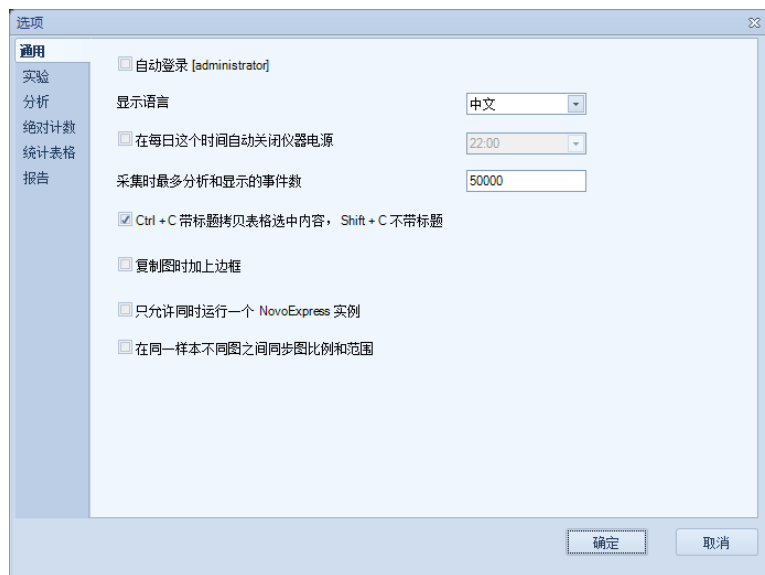 选项
通用
实验
分析
绝对计数
统计表格
报告
自动登录 [administrator]
显示语言
中文
在每日这个时间自动关闭仪器电源
22:00
采集时最多分析和显示的事件数
50000
Ctrl + C 带标题拷贝表格选中内容， Shift + C 不带标题
复制图时加上边框
只允许同时运行一个 NovoExpress 实例
在同一样本不同图之间同步图比例和范围
确定
取消